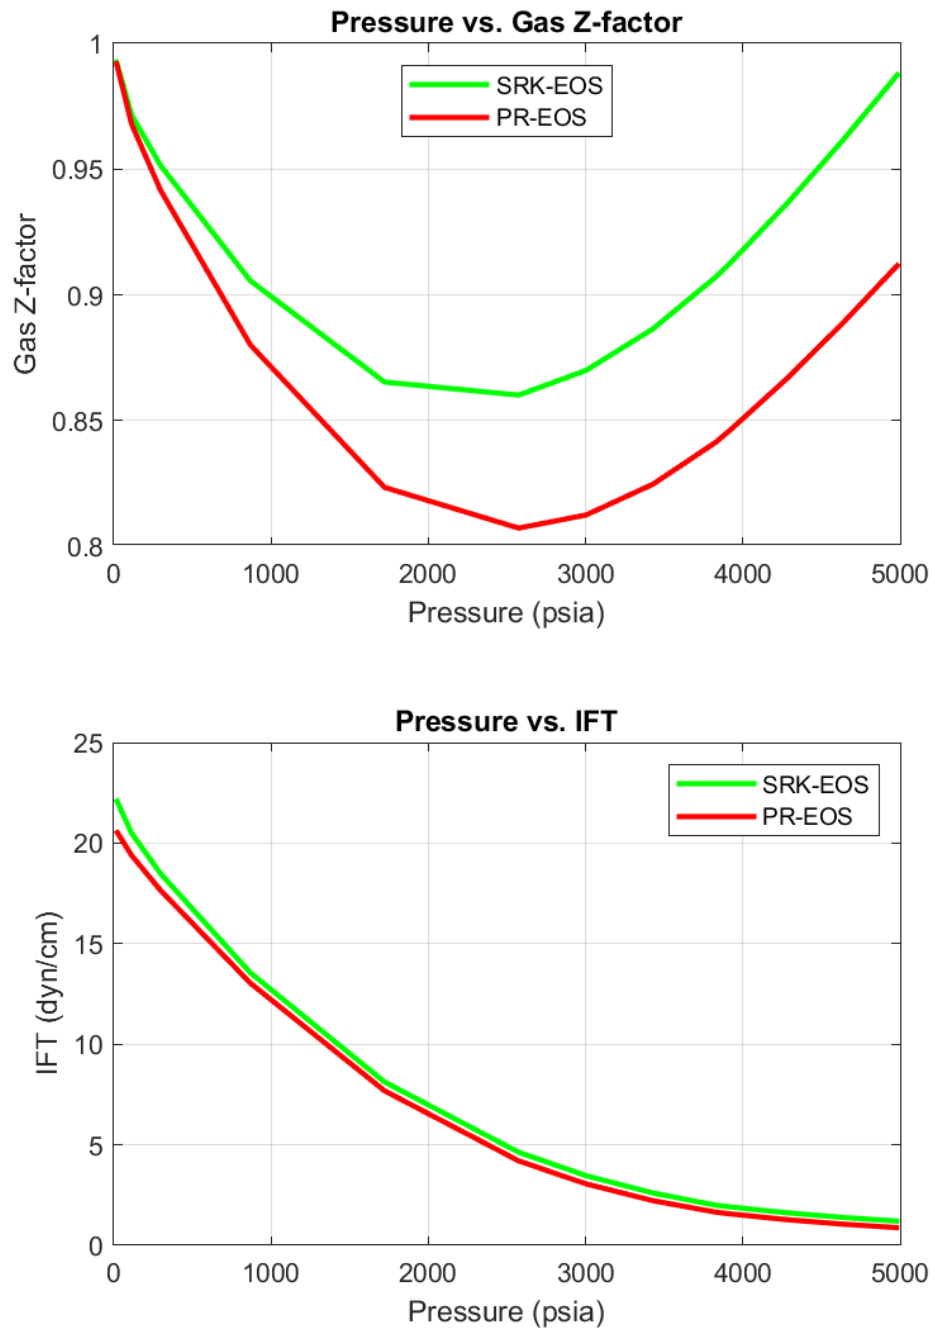 Pressure vs. Gas Z-factor
1
SRK-EOS
PR-EOS
0.95
0.9
0.85
0.8
Gas Z-factor
0 1000 2000 3000 4000 5000
Pressure (psia)
Pressure vs. IFT
25
SRK-EOS
PR-EOS
20
15
10
5
0
IFT (dyn/cm)
0 1000 2000 3000 4000 5000
Pressure (psia)